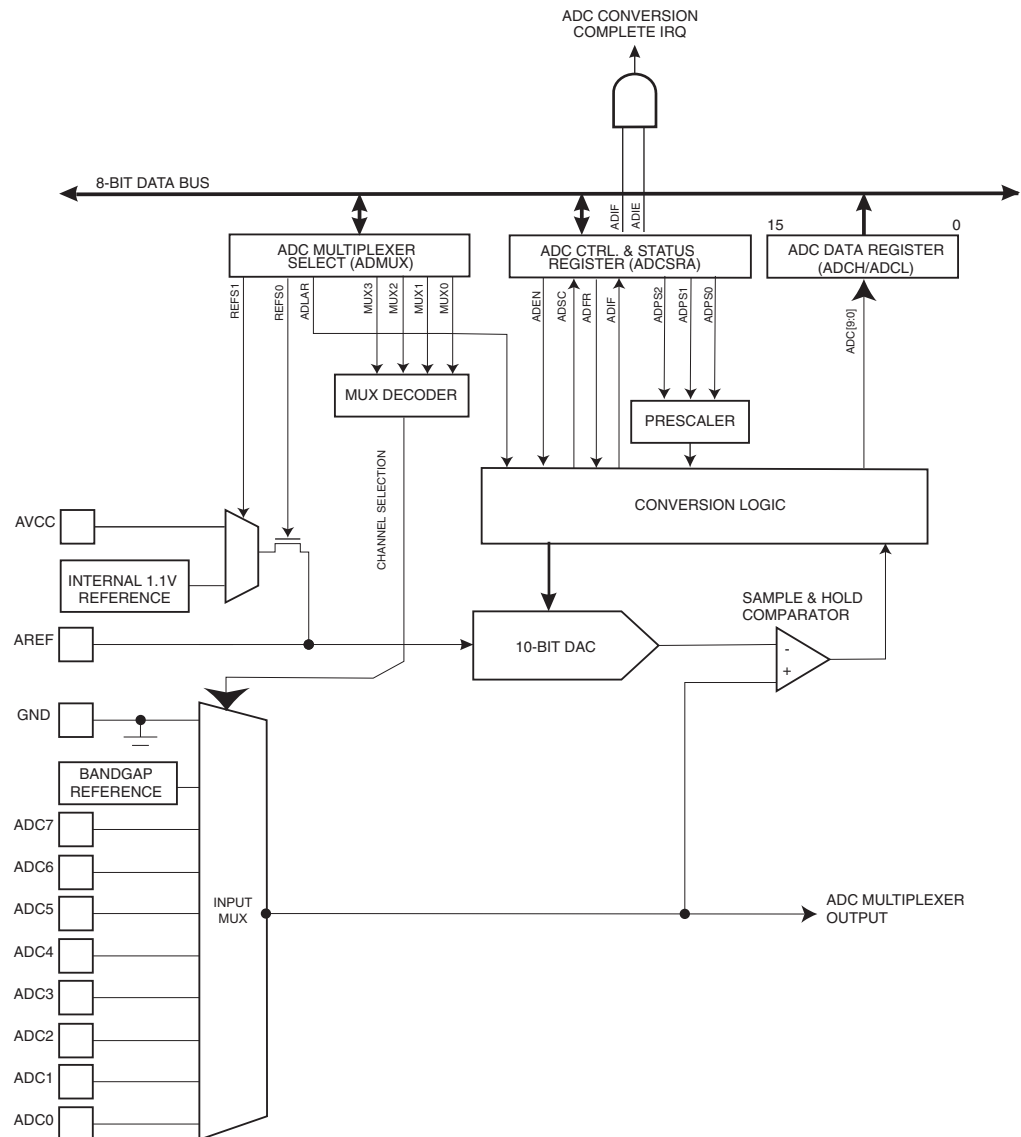 ADC CONVERSION
COMPLETE IRQ
8-BIT DATA BUS
ADIF
ADIE
15
0
ADC MULTIPLEXER
SELECT (ADMUX)
ADC CTRL. & STATUS
REGISTER (ADCSRA)
ADC DATA REGISTER
(ADCH/ADCL)
REFS1
REFS0
ADLAR
MUX3
MUX2
MUX1
MUX0
ADEN
ADSC
ADFR
ADIF
ADPS2
ADPS1
ADPS0
ADC[9:0]
MUX DECODER
PRESCALER
CHANNEL SELECTION
CONVERSION LOGIC
AVCC
INTERNAL 1.1V
REFERENCE
SAMPLE & HOLD
COMPARATOR
AREF
10-BIT DAC
-
+
GND
BANDGAP
REFERENCE
ADC7
ADC6
ADC5
ADC4
ADC3
ADC2
ADC1
ADC0
INPUT
MUX
ADC MULTIPLEXER
OUTPUT